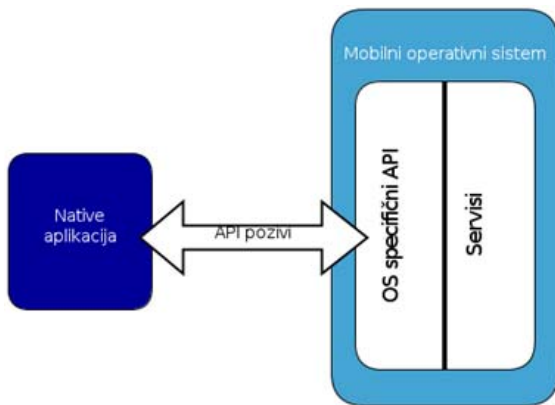 Mobilni operativni sistem
Native
aplikacija
API pozivi
OS specifični API
Servisi